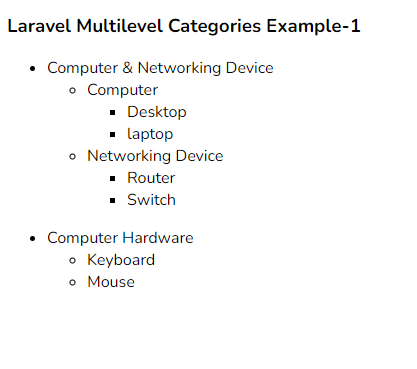 Laravel Multilevel Categories Example-1
Computer & Networking Device
Computer
Desktop
laptop
Networking Device
Router
Switch
Computer Hardware
Keyboard
Mouse